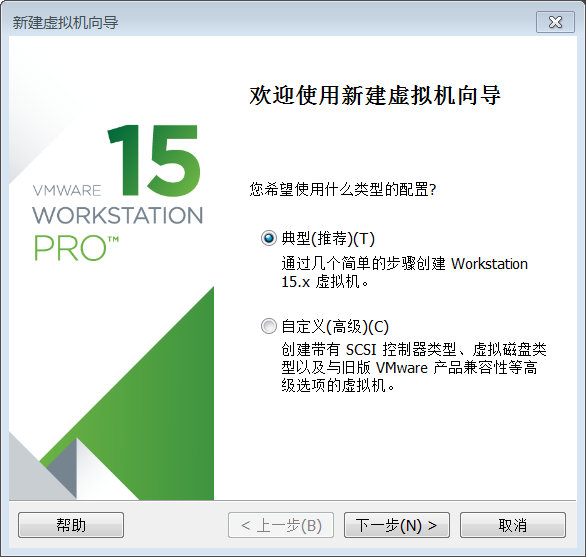 新建虚拟机向导
VMWARE 15
WORKSTATION
PRO™
欢迎使用新建虚拟机向导
您希望使用什么类型的配置?
典型(推荐)(T)
通过几个简单的步骤创建 Workstation
15.x 虚拟机。
自定义(高级)(C)
创建带有 SCSI 控制器类型、虚拟磁盘类
型以及与旧版 VMware 产品兼容性等高
级选项的虚拟机。
帮助
< 上一步(B)
下一步(N) >
取消